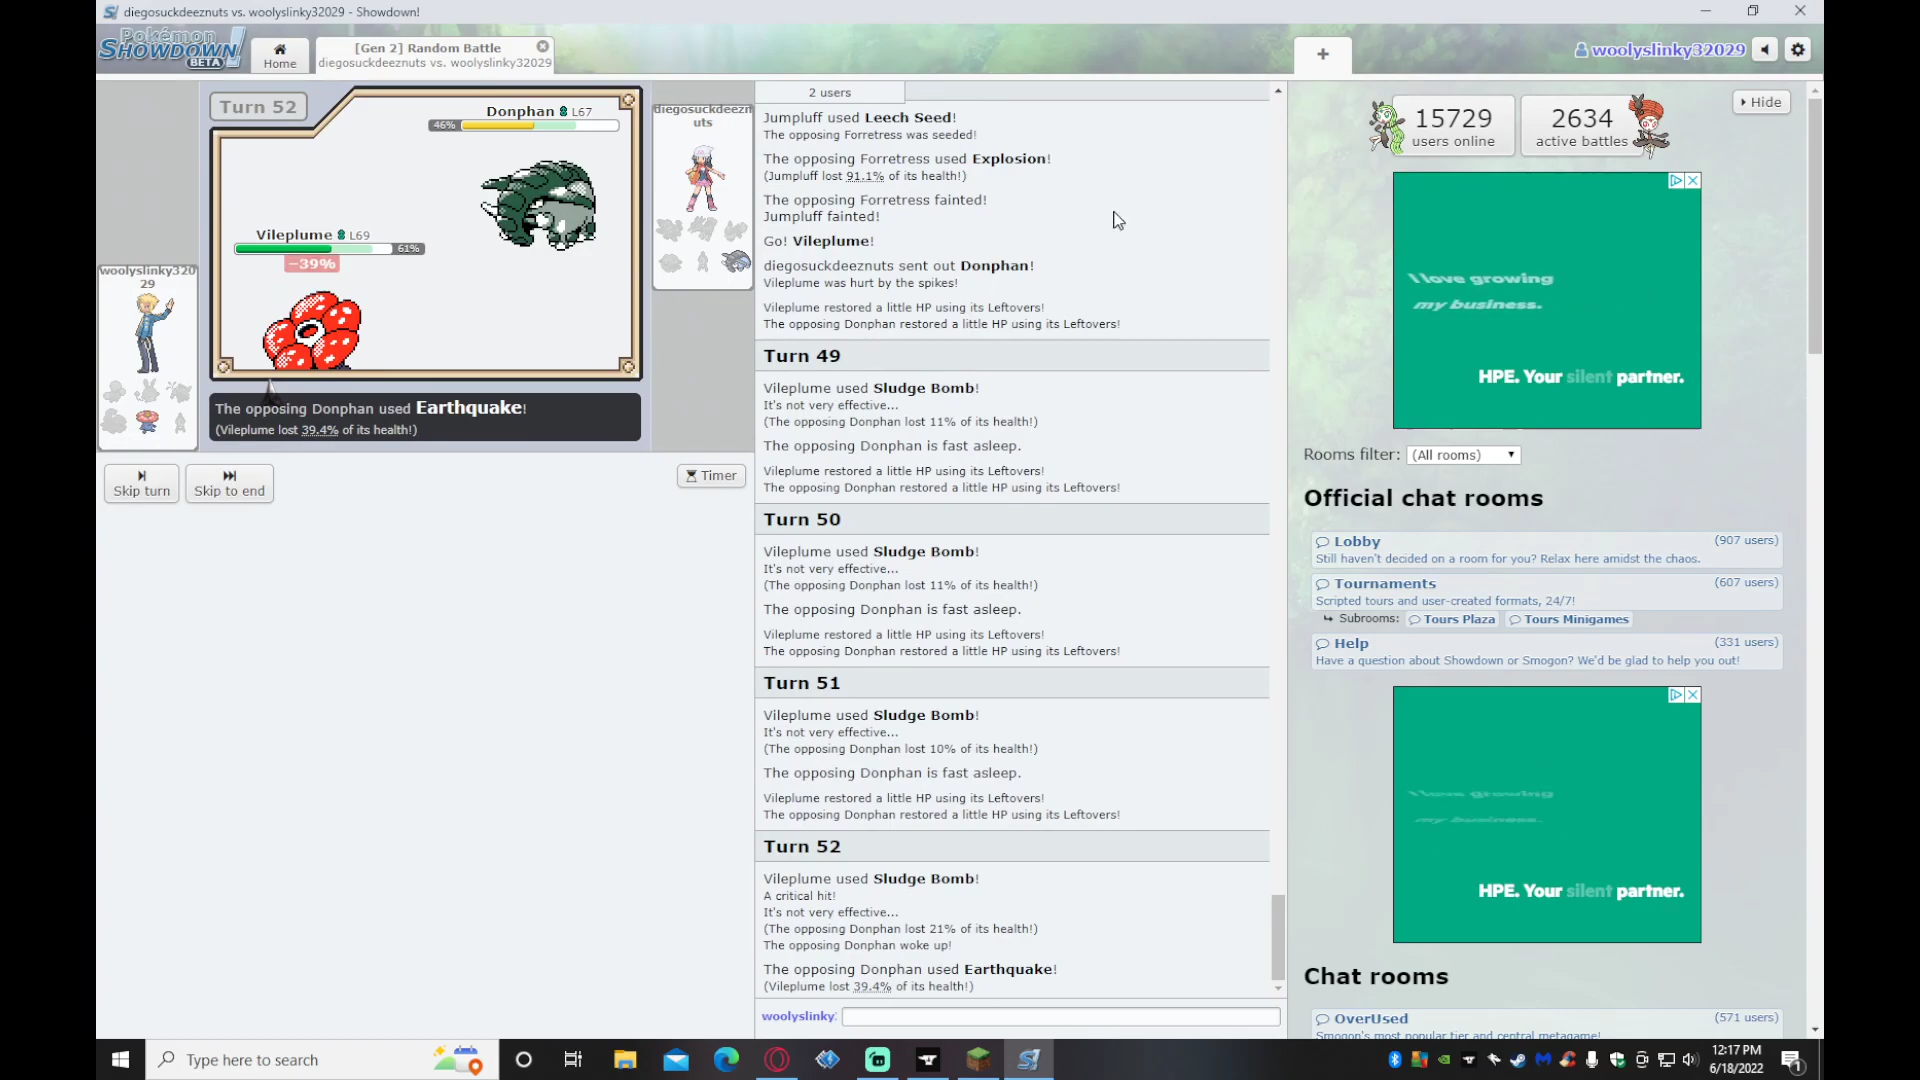 diegosuckdeeznuts vs. woolyslinky32029 - Showdown!
Pokémon
SHOWDOWN!
BETA
Home
[Gen 2] Random Battle
diegosuckdeeznuts vs. woolyslinky32029
+
woolyslinky32029
Turn 52
Donphan L67
46%
Vileplume L69
61%
−39%
diegosuckdeezn
uts
woolyslinky320
29
The opposing Donphan used Earthquake!
(Vileplume lost 39.4% of its health!)
Skip turn
Skip to end
Timer
2 users
Jumpluff used Leech Seed!
The opposing Forretress was seeded!
The opposing Forretress used Explosion!
(Jumpluff lost 91.1% of its health!)
The opposing Forretress fainted!
Jumpluff fainted!
Go! Vileplume!
diegosuckdeeznuts sent out Donphan!
Vileplume was hurt by the spikes!
Vileplume restored a little HP using its Leftovers!
The opposing Donphan restored a little HP using its Leftovers!
Turn 49
Vileplume used Sludge Bomb!
It's not very effective...
(The opposing Donphan lost 11% of its health!)
The opposing Donphan is fast asleep.
Vileplume restored a little HP using its Leftovers!
The opposing Donphan restored a little HP using its Leftovers!
Turn 50
Vileplume used Sludge Bomb!
It's not very effective...
(The opposing Donphan lost 11% of its health!)
The opposing Donphan is fast asleep.
Vileplume restored a little HP using its Leftovers!
The opposing Donphan restored a little HP using its Leftovers!
Turn 51
Vileplume used Sludge Bomb!
It's not very effective...
(The opposing Donphan lost 10% of its health!)
The opposing Donphan is fast asleep.
Vileplume restored a little HP using its Leftovers!
The opposing Donphan restored a little HP using its Leftovers!
Turn 52
Vileplume used Sludge Bomb!
A critical hit!
It's not very effective...
(The opposing Donphan lost 21% of its health!)
The opposing Donphan woke up!
The opposing Donphan used Earthquake!
(Vileplume lost 39.4% of its health!)
woolyslinky:
15729
users online
2634
active battles
Hide
I love growing
my business.
HPE. Your silent partner.
Rooms filter: (All rooms)
Official chat rooms
Lobby (907 users)
Still haven't decided on a room for you? Relax here amidst the chaos.
Tournaments (607 users)
Scripted tours and user-created formats, 24/7!
Subrooms: Tours Plaza Tours Minigames
Help (331 users)
Have a question about Showdown or Smogon? We'd be glad to help you out!
I love growing
my business.
HPE. Your silent partner.
Chat rooms
OverUsed (571 users)
Smogon's most popular tier and central metagame!
Type here to search
12:17 PM
6/18/2022
1